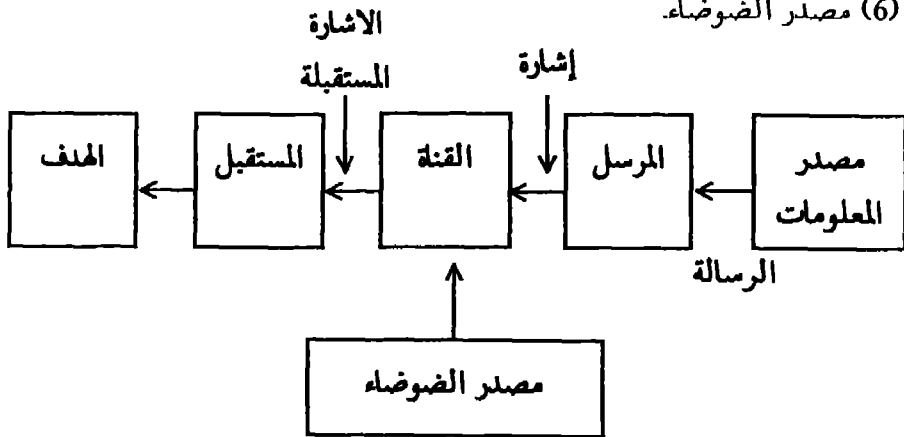 (6) مصدر الضوضاء.
الاشارة
المستقبلة
إشارة
مصدر
المعلومات
المرسل
القناة
المستقبل
الهدف
الرسالة
مصدر الضوضاء